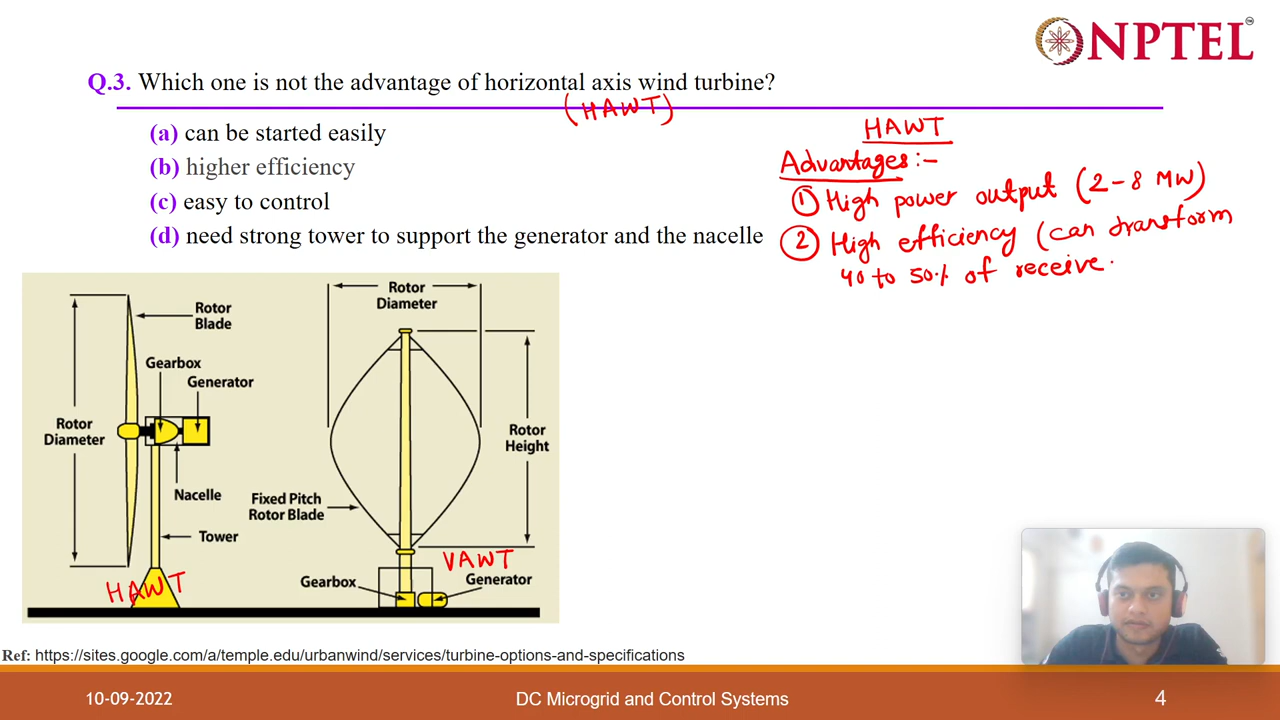 NPTEL
Q.3. Which one is not the advantage of horizontal axis wind turbine?
(HAWT)
(a) can be started easily
(b) higher efficiency
(c) easy to control
(d) need strong tower to support the generator and the nacelle
HAWT
Advantages :-
① High power output (2-8 MW)
② High efficiency (can transform
40 to 50% of receive.
Rotor
Blade
Gearbox
Generator
Rotor
Diameter
Nacelle
Tower
HAWT
Rotor
Diameter
Rotor
Height
Fixed Pitch
Rotor Blade
VAWT
Gearbox
Generator
Ref: https://sites.google.com/a/temple.edu/urbanwind/services/turbine-options-and-specifications
10-09-2022
DC Microgrid and Control Systems
4